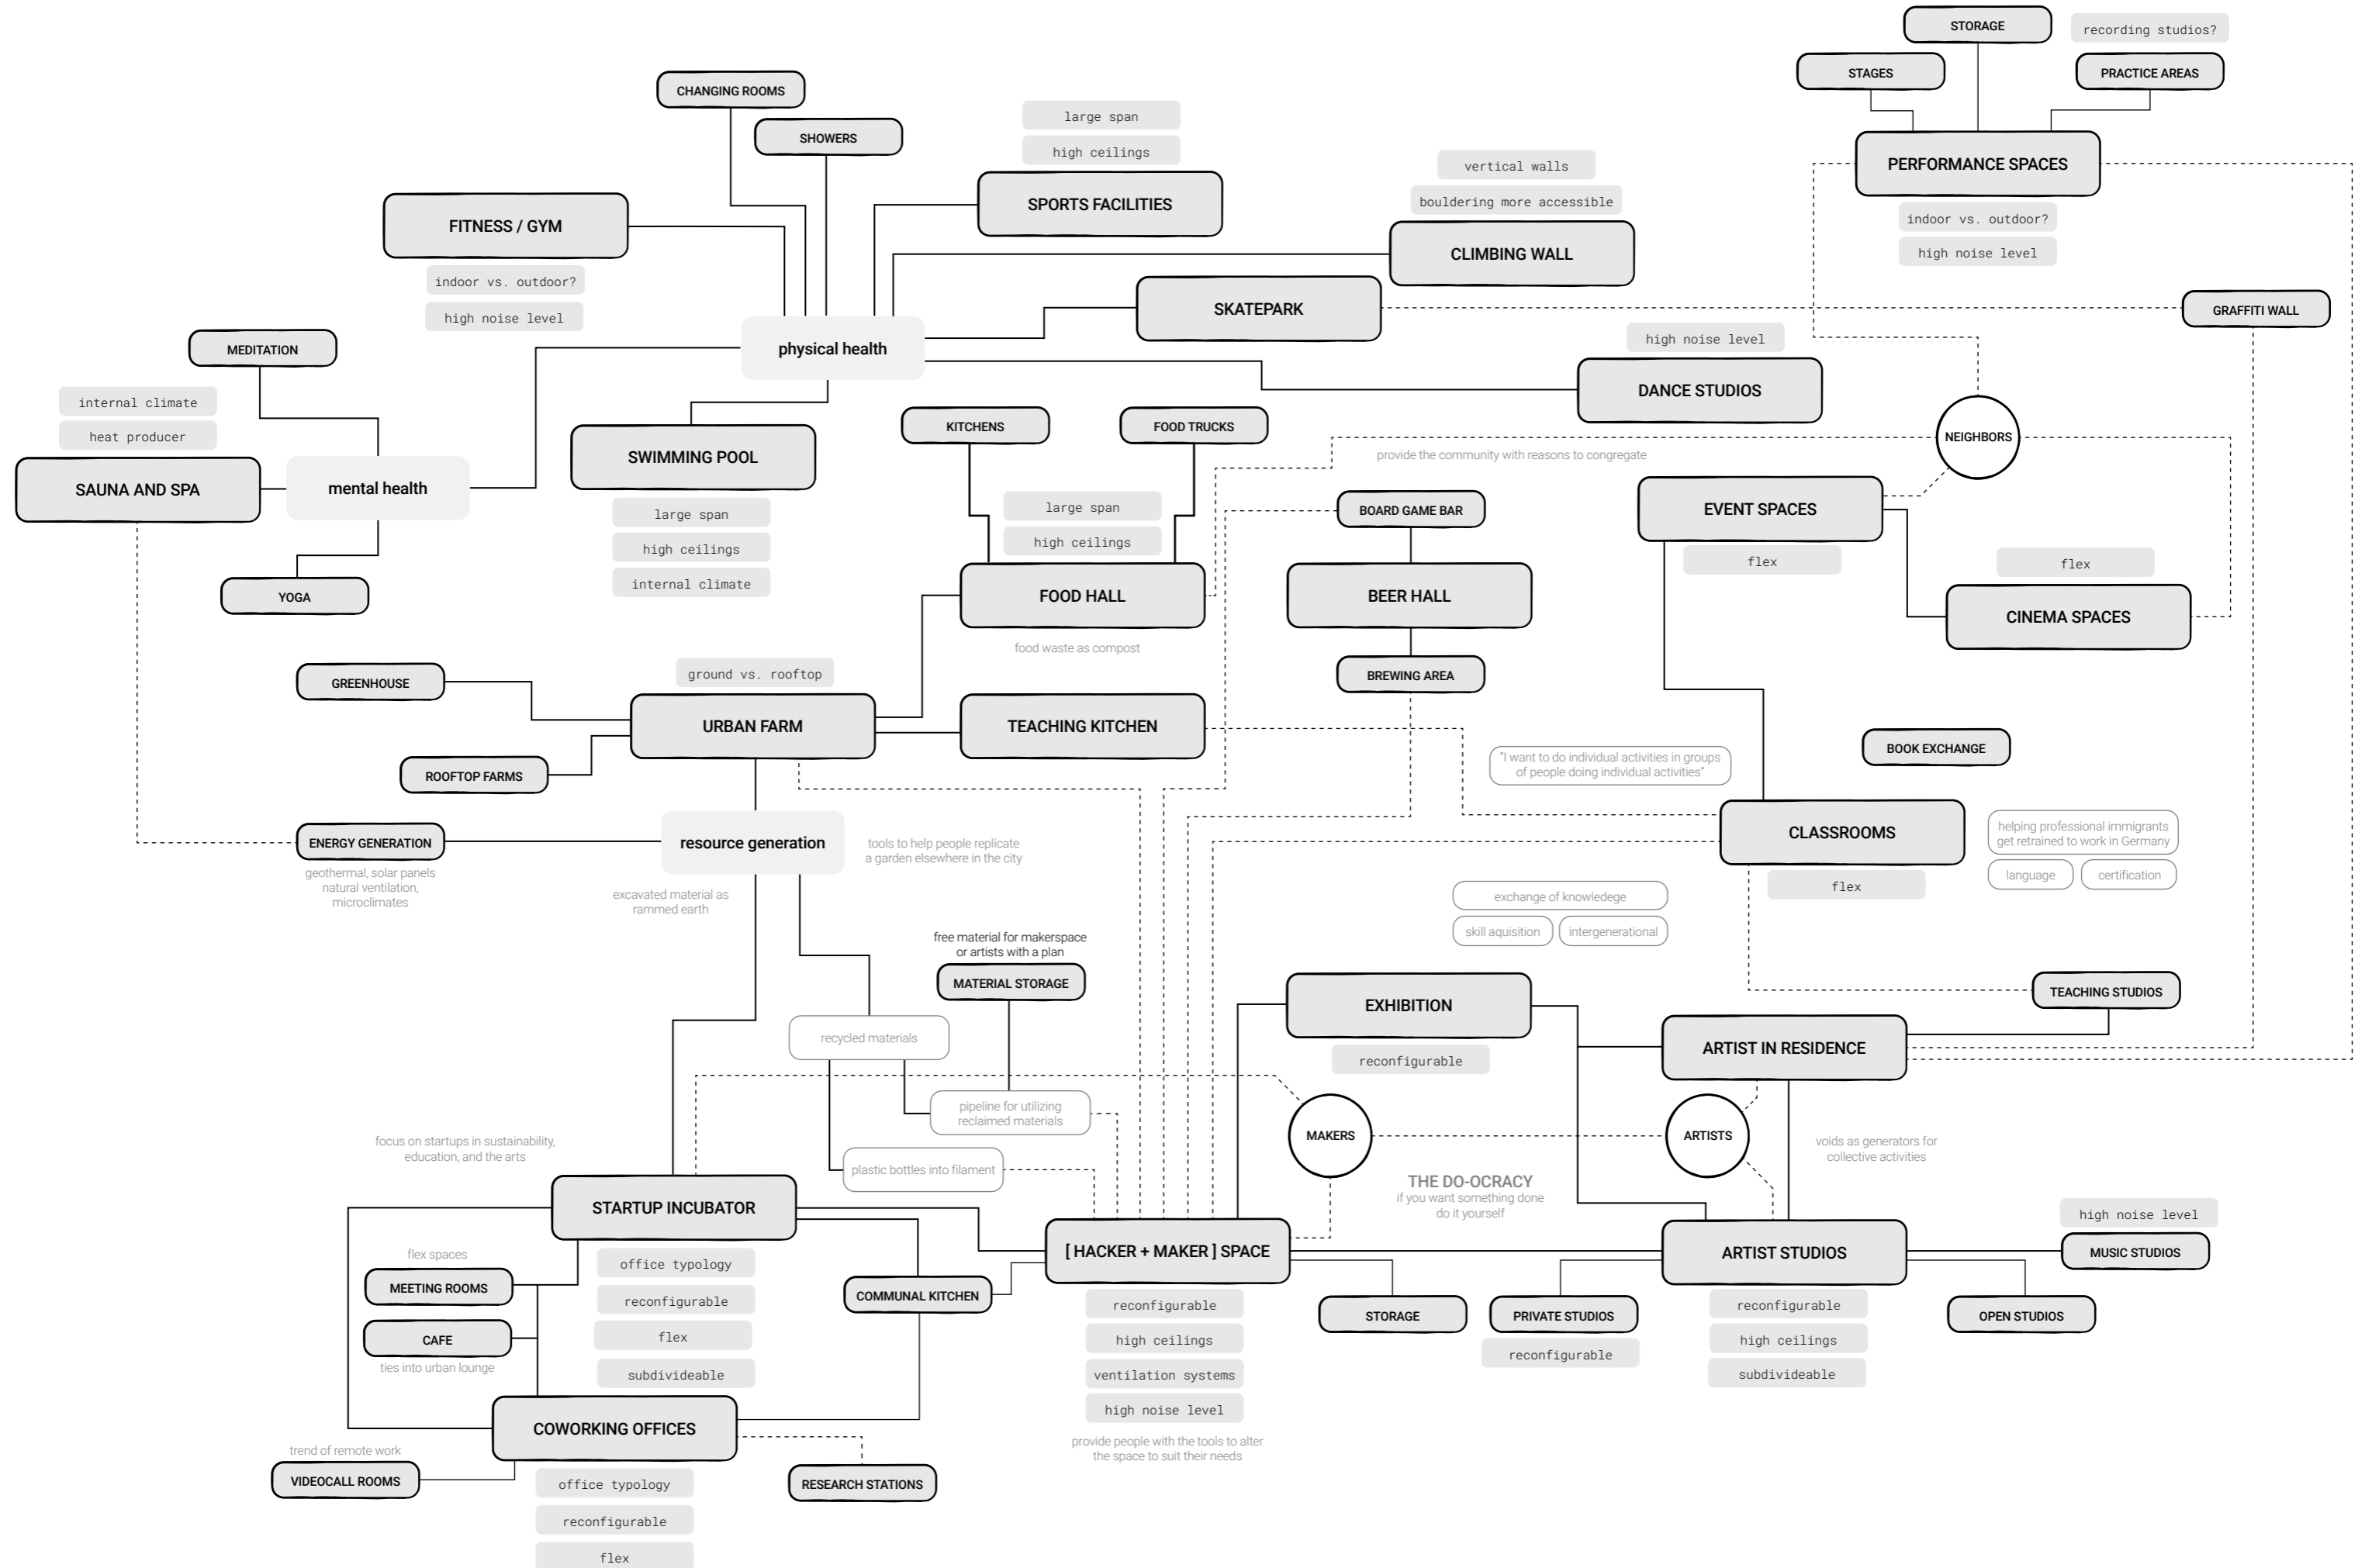 STORAGE
recording studios?
STAGES
PRACTICE AREAS
PERFORMANCE SPACES
indoor vs. outdoor?
high noise level
CHANGING ROOMS
SHOWERS
large span
high ceilings
SPORTS FACILITIES
vertical walls
bouldering more accessible
CLIMBING WALL
FITNESS / GYM
indoor vs. outdoor?
high noise level
SKATEPARK
GRAFFITI WALL
physical health
high noise level
DANCE STUDIOS
MEDITATION
internal climate
heat producer
SAUNA AND SPA
mental health
YOGA
SWIMMING POOL
large span
high ceilings
internal climate
KITCHENS
FOOD TRUCKS
large span
high ceilings
FOOD HALL
food waste as compost
NEIGHBORS
provide the community with reasons to congregate
BOARD GAME BAR
BEER HALL
BREWING AREA
EVENT SPACES
flex
flex
CINEMA SPACES
GREENHOUSE
ground vs. rooftop
URBAN FARM
TEACHING KITCHEN
ROOFTOP FARMS
BOOK EXCHANGE
"I want to do individual activities in groups
of people doing individual activities"
CLASSROOMS
flex
helping professional immigrants
get retrained to work in Germany
language
certification
ENERGY GENERATION
geothermal, solar panels
natural ventilation,
microclimates
resource generation
tools to help people replicate
a garden elsewhere in the city
excavated material as
rammed earth
exchange of knowledege
skill aquisition
intergenerational
free material for makerspace
or artists with a plan
MATERIAL STORAGE
recycled materials
pipeline for utilizing
reclaimed materials
plastic bottles into filament
EXHIBITION
reconfigurable
TEACHING STUDIOS
ARTIST IN RESIDENCE
MAKERS
ARTISTS
voids as generators for
collective activities
THE DO-OCRACY
if you want something done
do it yourself
focus on startups in sustainability,
education, and the arts
STARTUP INCUBATOR
office typology
reconfigurable
flex
subdivideable
flex spaces
MEETING ROOMS
CAFE
ties into urban lounge
COMMUNAL KITCHEN
[ HACKER + MAKER ] SPACE
reconfigurable
high ceilings
ventilation systems
high noise level
provide people with the tools to alter
the space to suit their needs
STORAGE
ARTIST STUDIOS
reconfigurable
high ceilings
subdivideable
PRIVATE STUDIOS
reconfigurable
high noise level
MUSIC STUDIOS
OPEN STUDIOS
COWORKING OFFICES
trend of remote work
VIDEOCALL ROOMS
office typology
reconfigurable
flex
RESEARCH STATIONS